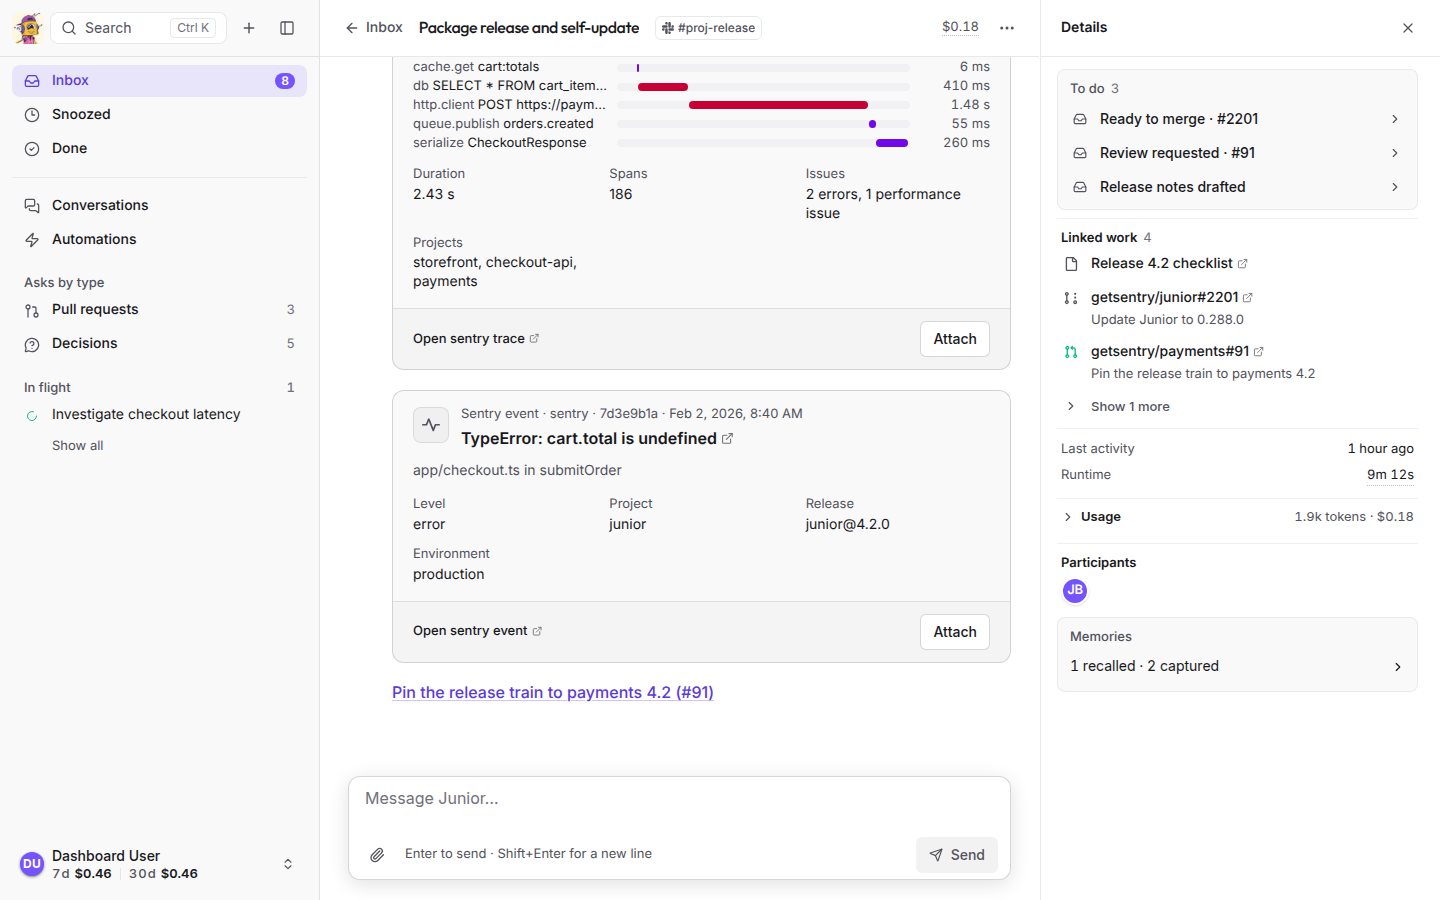 Search
Ctrl K
Inbox
8
Snoozed
Done
Conversations
Automations
Asks by type
Pull requests
3
Decisions
5
In flight
1
Investigate checkout latency
Show all
DU
Dashboard User
7d $0.46 30d $0.46
Inbox
Package release and self-update
#proj-release
$0.18
cache.get cart:totals
6 ms
db SELECT * FROM cart_item...
410 ms
http.client POST https://paym...
1.48 s
queue.publish orders.created
55 ms
serialize CheckoutResponse
260 ms
Duration
2.43 s
Spans
186
Issues
2 errors, 1 performance
issue
Projects
storefront, checkout-api,
payments
Open sentry trace
Attach
Sentry event · sentry · 7d3e9b1a · Feb 2, 2026, 8:40 AM
TypeError: cart.total is undefined
app/checkout.ts in submitOrder
Level
error
Project
junior
Release
junior@4.2.0
Environment
production
Open sentry event
Attach
Pin the release train to payments 4.2 (#91)
Message Junior...
Enter to send · Shift+Enter for a new line
Send
Details
To do 3
Ready to merge · #2201
Review requested · #91
Release notes drafted
Linked work 4
Release 4.2 checklist
getsentry/junior#2201
Update Junior to 0.288.0
getsentry/payments#91
Pin the release train to payments 4.2
Show 1 more
Last activity
1 hour ago
Runtime
9m 12s
Usage
1.9k tokens · $0.18
Participants
JB
Memories
1 recalled · 2 captured